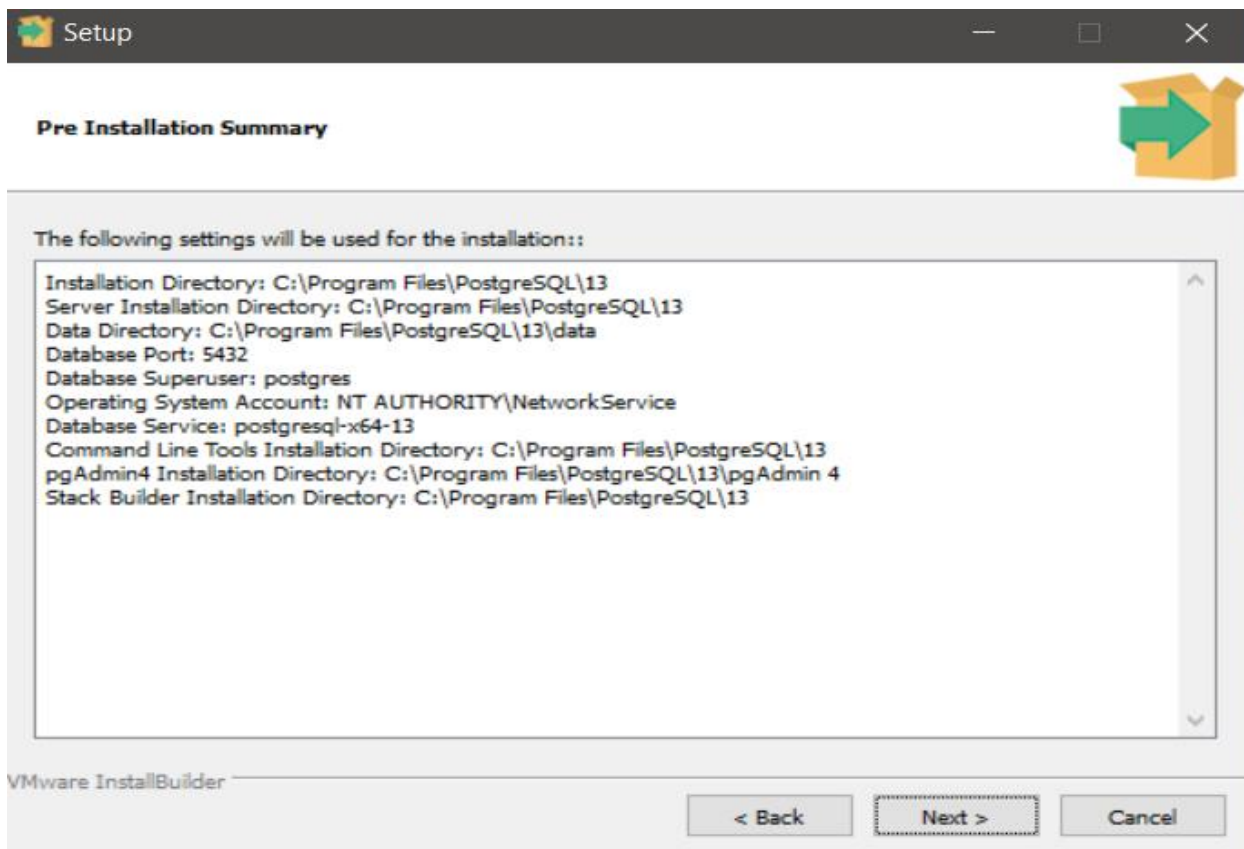 Setup
Pre Installation Summary
The following settings will be used for the installation::
Installation Directory: C:\Program Files\PostgreSQL\13
Server Installation Directory: C:\Program Files\PostgreSQL\13
Data Directory: C:\Program Files\PostgreSQL\13\data
Database Port: 5432
Database Superuser: postgres
Operating System Account: NT AUTHORITY\NetworkService
Database Service: postgresql-x64-13
Command Line Tools Installation Directory: C:\Program Files\PostgreSQL\13
pgAdmin4 Installation Directory: C:\Program Files\PostgreSQL\13\pgAdmin 4
Stack Builder Installation Directory: C:\Program Files\PostgreSQL\13
VMware InstallBuilder
< Back
Next >
Cancel